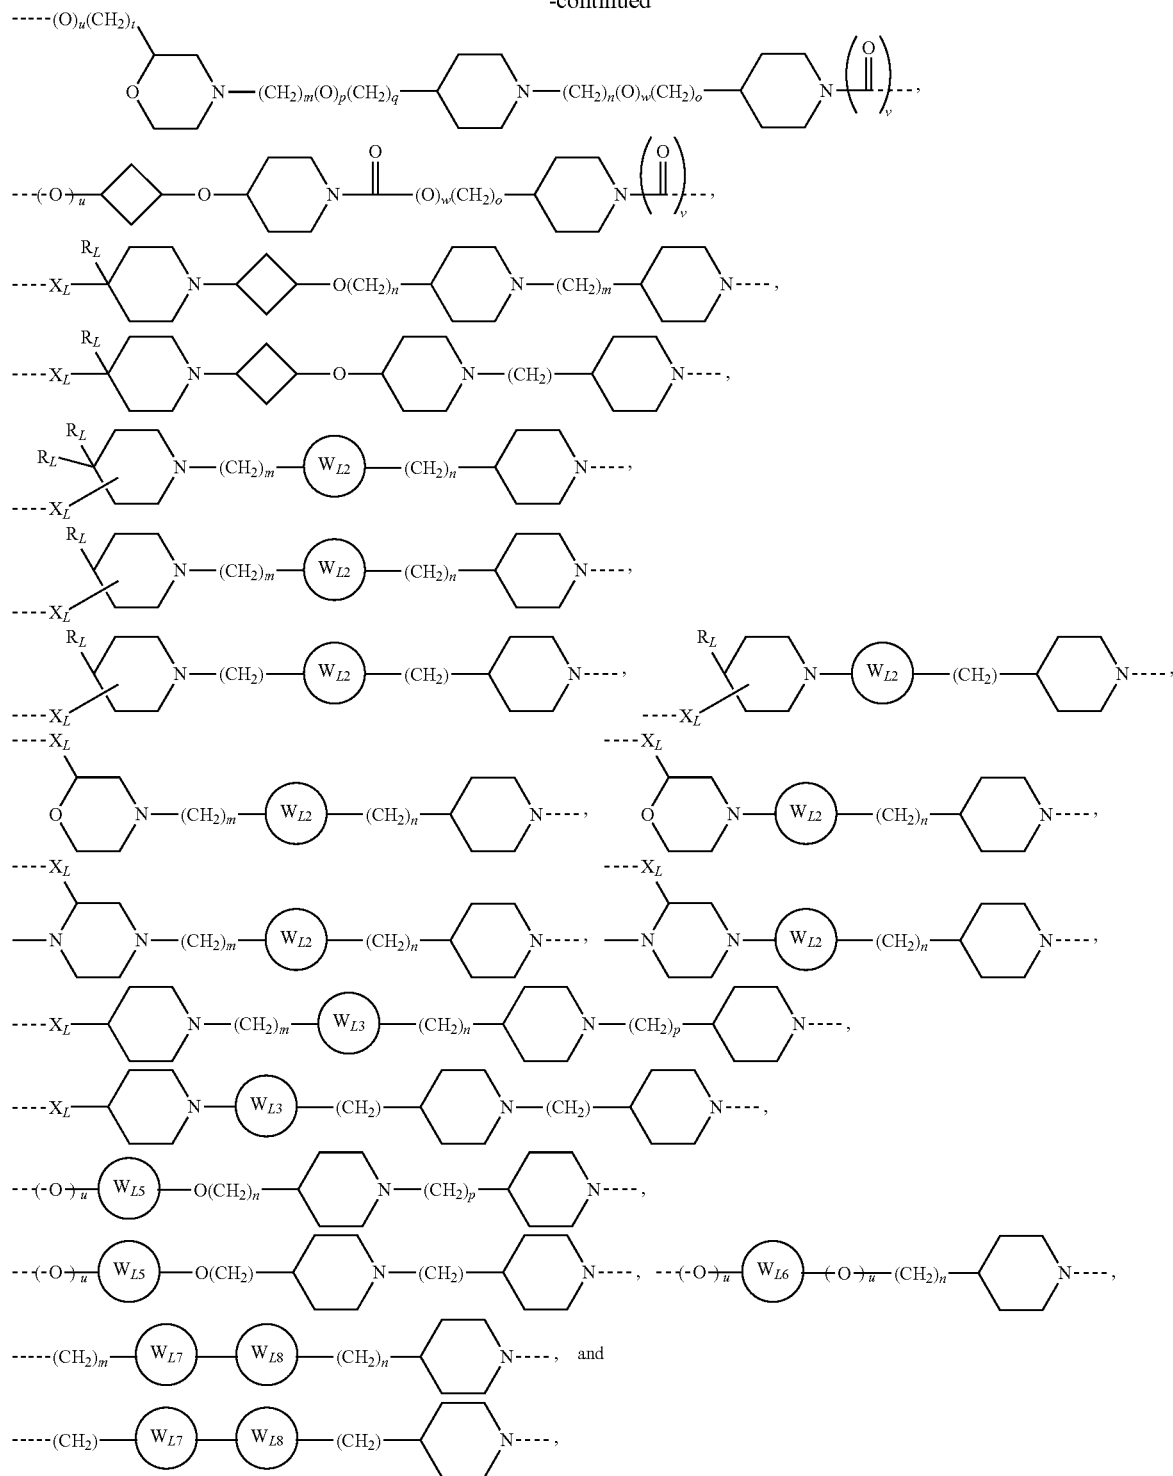 -continued
(O)u(CH2)t
O N (CH2)m(O)p(CH2)q N (CH2)n(O)w(CH2)o N ( O )v ,
( O )u O N O (O)w(CH2)o N ( O )v ,
RL
XL N O(CH2)n N (CH2)m N ,
RL
XL N O N (CH2) N ,
RL
RL N (CH2)m WL2 (CH2)n N ,
XL
RL
N (CH2)m WL2 (CH2)n N ,
XL
RL RL
N (CH2) WL2 (CH2) N , N WL2 (CH2) N ,
XL XL
XL XL
O N (CH2)m WL2 (CH2)n N , O N WL2 (CH2)n N ,
XL XL
N N (CH2)m WL2 (CH2)n N , N N WL2 (CH2)n N ,
XL N (CH2)m WL3 (CH2)n N (CH2)p N ,
XL N WL3 (CH2) N (CH2) N ,
( O )u WL5 O(CH2)n N (CH2)p N ,
( O )u WL5 O(CH2) N (CH2) N , ( O )u WL6 ( O )u (CH2)n N ,
(CH2)m WL7 WL8 (CH2)n N , and
(CH2) WL7 WL8 (CH2) N ,